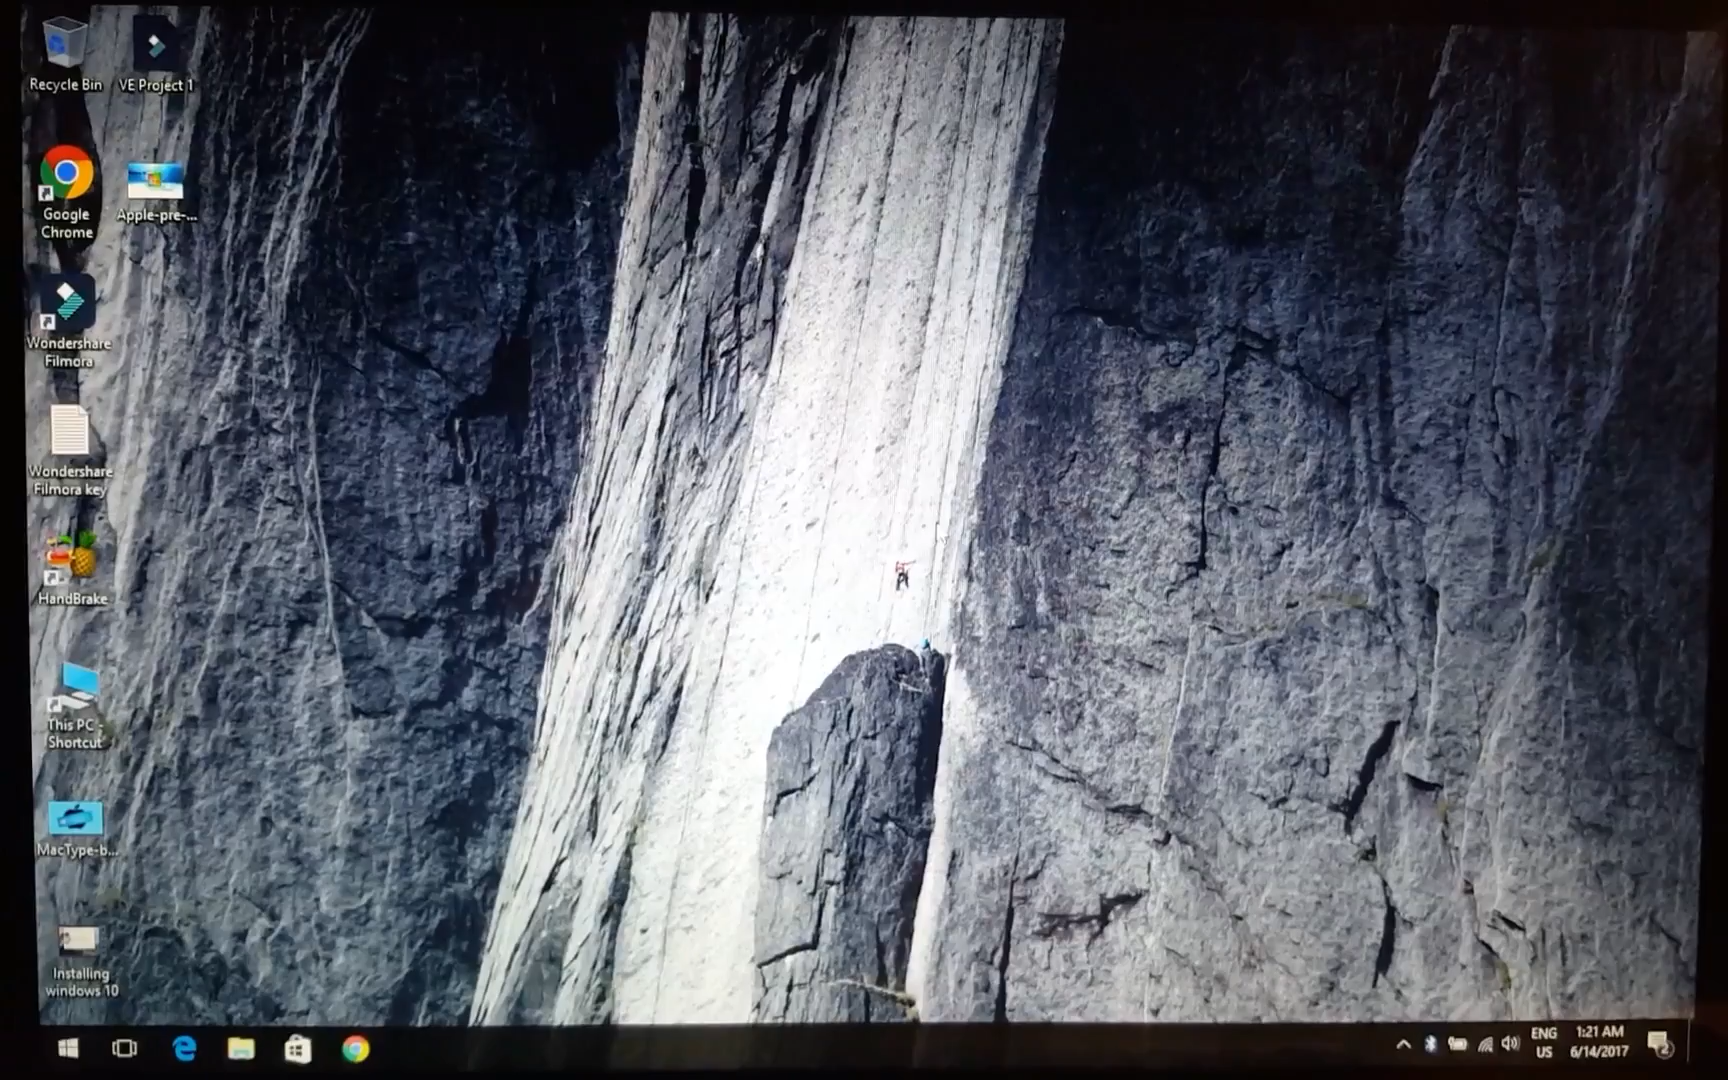 Recycle Bin
VE Project 1
Google
Chrome
Apple-pre-...
Wondershare
Filmora
Wondershare
Filmora key
HandBrake
This PC -
Shortcut
MacType-b...
Installing
windows 10
ENG
US
1:21 AM
6/14/2017
2